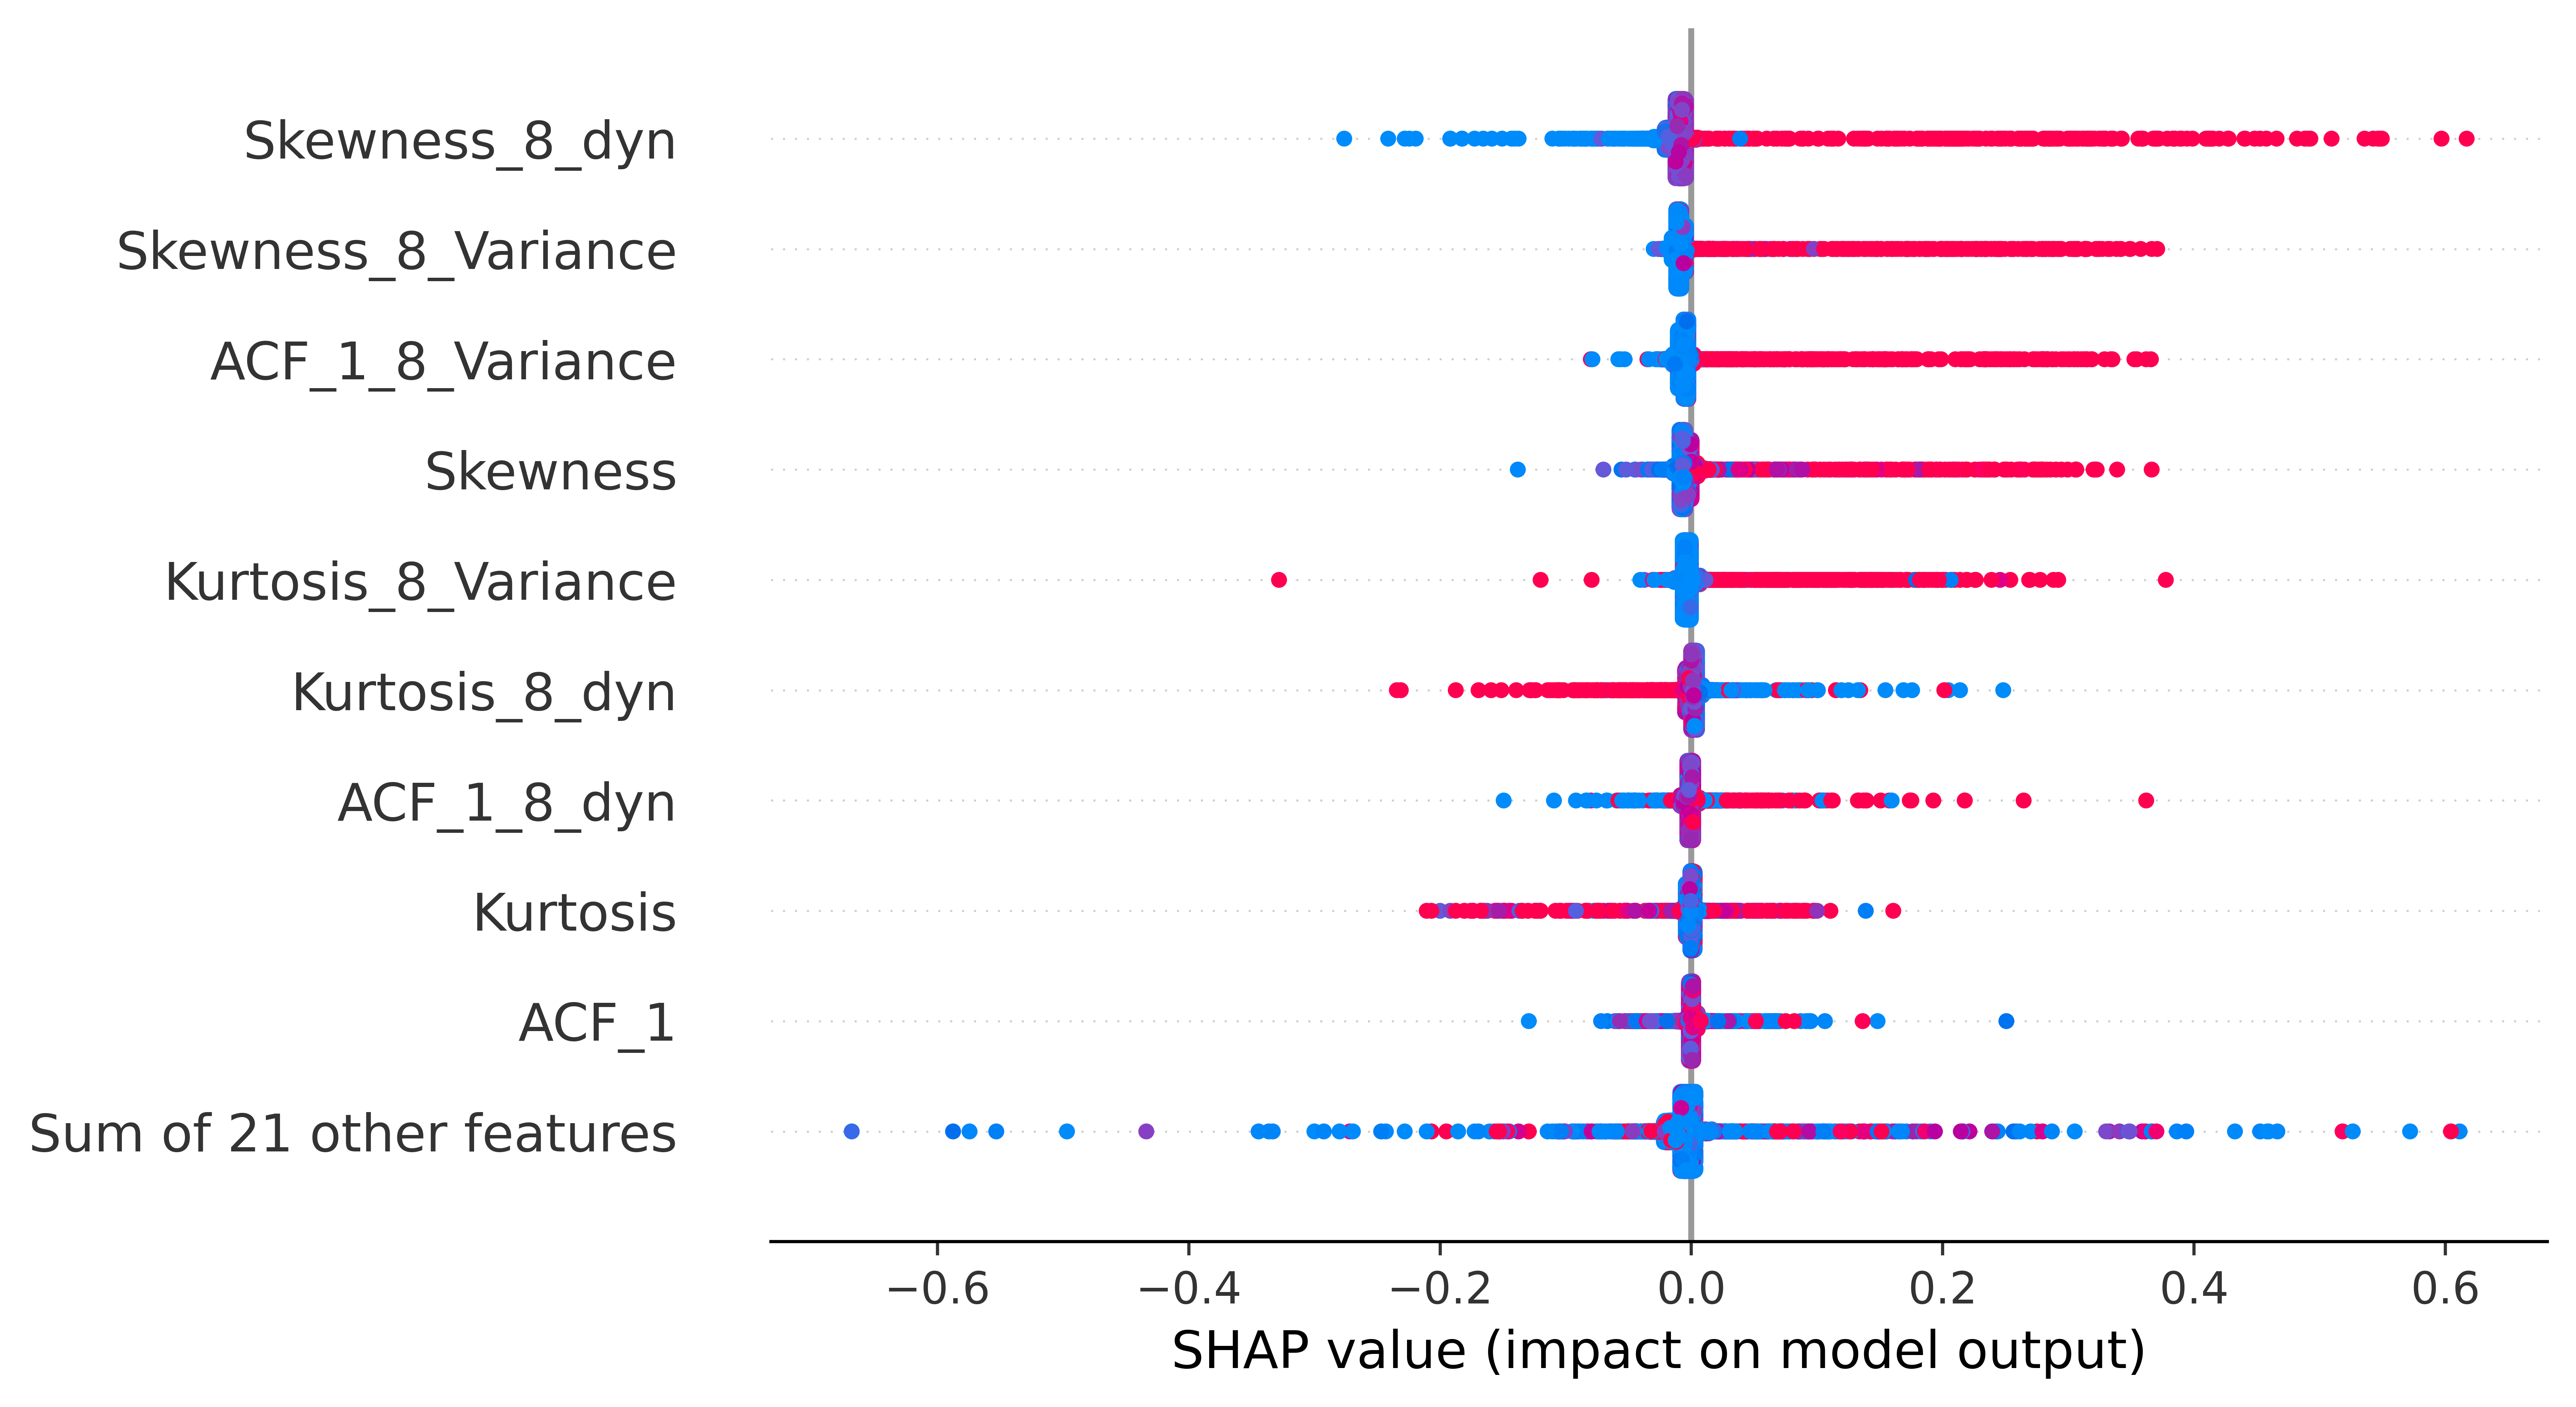 Skewness_8_dyn
Skewness_8_Variance
ACF_1_8_Variance
Skewness
Kurtosis_8_Variance
Kurtosis_8_dyn
ACF_1_8_dyn
Kurtosis
ACF_1
Sum of 21 other features
−0.6 −0.4 −0.2 0.0 0.2 0.4 0.6
SHAP value (impact on model output)